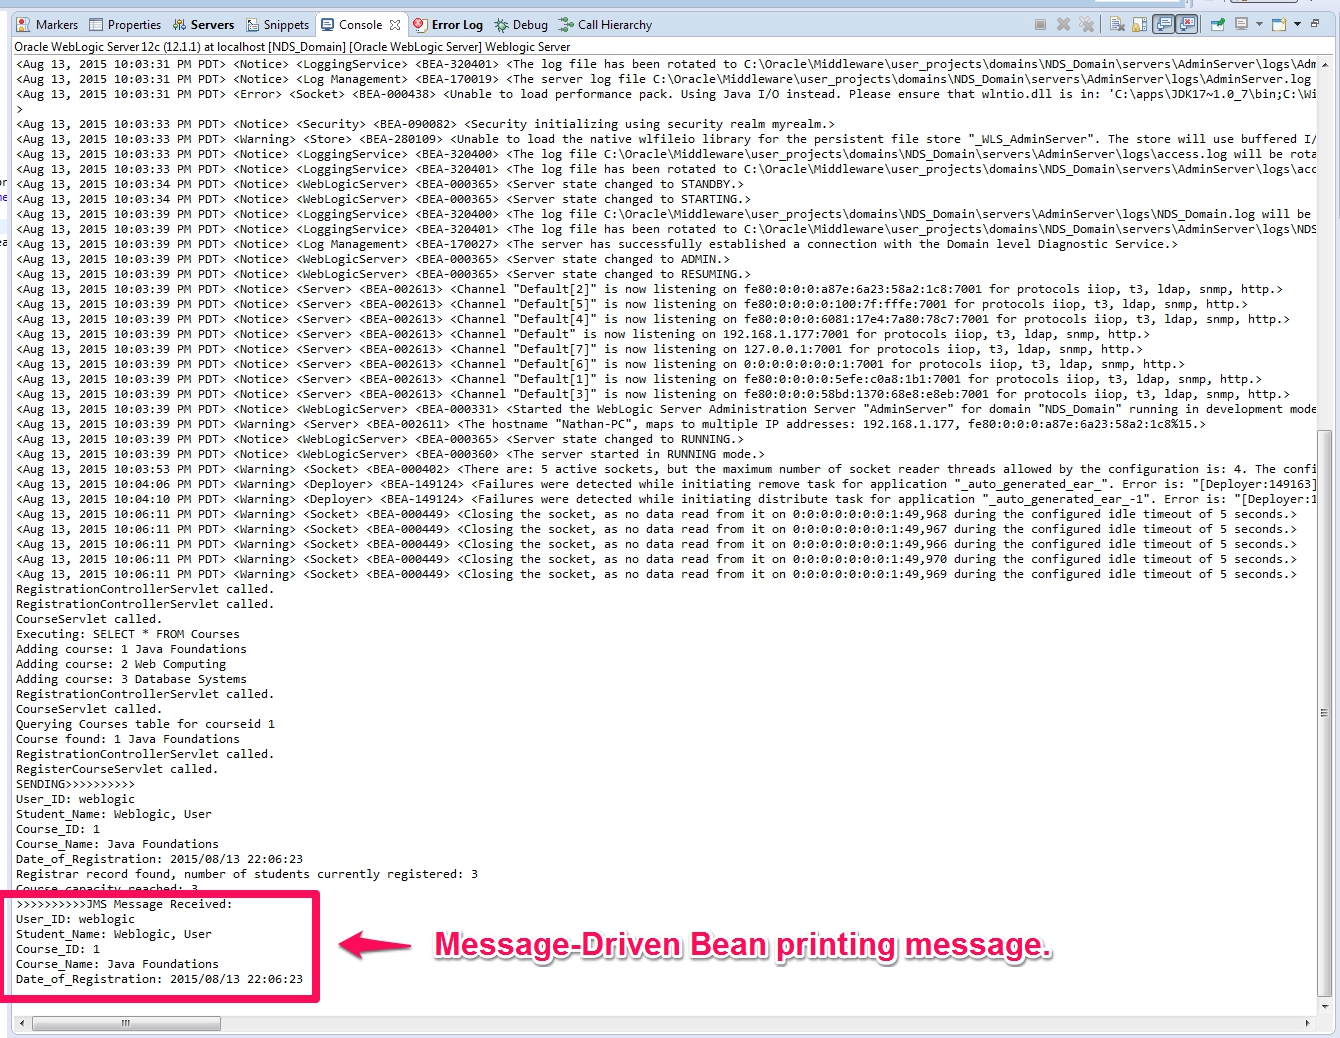 Markers Properties Servers Snippets Console Error Log Debug Call Hierarchy
Oracle WebLogic Server 12c (12.1.1) at localhost [NDS_Domain] [Oracle WebLogic Server] Weblogic Server
<Aug 13, 2015 10:03:31 PM PDT> <Notice> <LoggingService> <BEA-320401> <The log file has been rotated to C:\Oracle\Middleware\user_projects\domains\NDS_Domain\servers\AdminServer\logs\Adm
<Aug 13, 2015 10:03:31 PM PDT> <Notice> <Log Management> <BEA-170019> <The server log file C:\Oracle\Middleware\user_projects\domains\NDS_Domain\servers\AdminServer\logs\AdminServer.log
<Aug 13, 2015 10:03:31 PM PDT> <Error> <Socket> <BEA-000438> <Unable to load performance pack. Using Java I/O instead. Please ensure that wlntio.dll is in: 'C:\apps\JDK17~1.0_7\bin;C:\Wi
>
<Aug 13, 2015 10:03:33 PM PDT> <Notice> <Security> <BEA-090082> <Security initializing using security realm myrealm.>
<Aug 13, 2015 10:03:33 PM PDT> <Warning> <Store> <BEA-280109> <Unable to load the native wlfileio library for the persistent file store "_WLS_AdminServer". The store will use buffered I/
<Aug 13, 2015 10:03:33 PM PDT> <Notice> <LoggingService> <BEA-320400> <The log file C:\Oracle\Middleware\user_projects\domains\NDS_Domain\servers\AdminServer\logs\access.log will be rota
<Aug 13, 2015 10:03:33 PM PDT> <Notice> <LoggingService> <BEA-320401> <The log file has been rotated to C:\Oracle\Middleware\user_projects\domains\NDS_Domain\servers\AdminServer\logs\acc
<Aug 13, 2015 10:03:34 PM PDT> <Notice> <WebLogicServer> <BEA-000365> <Server state changed to STANDBY.>
<Aug 13, 2015 10:03:34 PM PDT> <Notice> <WebLogicServer> <BEA-000365> <Server state changed to STARTING.>
<Aug 13, 2015 10:03:39 PM PDT> <Notice> <LoggingService> <BEA-320400> <The log file C:\Oracle\Middleware\user_projects\domains\NDS_Domain\servers\AdminServer\logs\NDS_Domain.log will be
<Aug 13, 2015 10:03:39 PM PDT> <Notice> <LoggingService> <BEA-320401> <The log file has been rotated to C:\Oracle\Middleware\user_projects\domains\NDS_Domain\servers\AdminServer\logs\NDS
<Aug 13, 2015 10:03:39 PM PDT> <Notice> <Log Management> <BEA-170027> <The server has successfully established a connection with the Domain level Diagnostic Service.>
<Aug 13, 2015 10:03:39 PM PDT> <Notice> <WebLogicServer> <BEA-000365> <Server state changed to ADMIN.>
<Aug 13, 2015 10:03:39 PM PDT> <Notice> <WebLogicServer> <BEA-000365> <Server state changed to RESUMING.>
<Aug 13, 2015 10:03:39 PM PDT> <Notice> <Server> <BEA-002613> <Channel "Default[2]" is now listening on fe80:0:0:0:a87e:6a23:58a2:1c8:7001 for protocols iiop, t3, ldap, snmp, http.>
<Aug 13, 2015 10:03:39 PM PDT> <Notice> <Server> <BEA-002613> <Channel "Default[5]" is now listening on fe80:0:0:0:0:100:7f:fffe:7001 for protocols iiop, t3, ldap, snmp, http.>
<Aug 13, 2015 10:03:39 PM PDT> <Notice> <Server> <BEA-002613> <Channel "Default[4]" is now listening on fe80:0:0:0:6081:17e4:7a80:78c7:7001 for protocols iiop, t3, ldap, snmp, http.>
<Aug 13, 2015 10:03:39 PM PDT> <Notice> <Server> <BEA-002613> <Channel "Default" is now listening on 192.168.1.177:7001 for protocols iiop, t3, ldap, snmp, http.>
<Aug 13, 2015 10:03:39 PM PDT> <Notice> <Server> <BEA-002613> <Channel "Default[7]" is now listening on 127.0.0.1:7001 for protocols iiop, t3, ldap, snmp, http.>
<Aug 13, 2015 10:03:39 PM PDT> <Notice> <Server> <BEA-002613> <Channel "Default[6]" is now listening on 0:0:0:0:0:0:0:1:7001 for protocols iiop, t3, ldap, snmp, http.>
<Aug 13, 2015 10:03:39 PM PDT> <Notice> <Server> <BEA-002613> <Channel "Default[1]" is now listening on fe80:0:0:0:0:5efe:c0a8:1b1:7001 for protocols iiop, t3, ldap, snmp, http.>
<Aug 13, 2015 10:03:39 PM PDT> <Notice> <Server> <BEA-002613> <Channel "Default[3]" is now listening on fe80:0:0:0:58bd:1370:68e8:e8eb:7001 for protocols iiop, t3, ldap, snmp, http.>
<Aug 13, 2015 10:03:39 PM PDT> <Notice> <WebLogicServer> <BEA-000331> <Started the WebLogic Server Administration Server "AdminServer" for domain "NDS_Domain" running in development mode
<Aug 13, 2015 10:03:39 PM PDT> <Warning> <Server> <BEA-002611> <The hostname "Nathan-PC", maps to multiple IP addresses: 192.168.1.177, fe80:0:0:0:a87e:6a23:58a2:1c8%15.>
<Aug 13, 2015 10:03:39 PM PDT> <Notice> <WebLogicServer> <BEA-000365> <Server state changed to RUNNING.>
<Aug 13, 2015 10:03:39 PM PDT> <Notice> <WebLogicServer> <BEA-000360> <The server started in RUNNING mode.>
<Aug 13, 2015 10:03:53 PM PDT> <Warning> <Socket> <BEA-000402> <There are: 5 active sockets, but the maximum number of socket reader threads allowed by the configuration is: 4. The confi
<Aug 13, 2015 10:04:06 PM PDT> <Warning> <Deployer> <BEA-149124> <Failures were detected while initiating remove task for application "_auto_generated_ear_". Error is: "[Deployer:149163]
<Aug 13, 2015 10:04:10 PM PDT> <Warning> <Deployer> <BEA-149124> <Failures were detected while initiating distribute task for application "_auto_generated_ear_-1". Error is: "[Deployer:1
<Aug 13, 2015 10:06:11 PM PDT> <Warning> <Socket> <BEA-000449> <Closing the socket, as no data read from it on 0:0:0:0:0:0:0:1:49,968 during the configured idle timeout of 5 seconds.>
<Aug 13, 2015 10:06:11 PM PDT> <Warning> <Socket> <BEA-000449> <Closing the socket, as no data read from it on 0:0:0:0:0:0:0:1:49,967 during the configured idle timeout of 5 seconds.>
<Aug 13, 2015 10:06:11 PM PDT> <Warning> <Socket> <BEA-000449> <Closing the socket, as no data read from it on 0:0:0:0:0:0:0:1:49,966 during the configured idle timeout of 5 seconds.>
<Aug 13, 2015 10:06:11 PM PDT> <Warning> <Socket> <BEA-000449> <Closing the socket, as no data read from it on 0:0:0:0:0:0:0:1:49,970 during the configured idle timeout of 5 seconds.>
<Aug 13, 2015 10:06:11 PM PDT> <Warning> <Socket> <BEA-000449> <Closing the socket, as no data read from it on 0:0:0:0:0:0:0:1:49,969 during the configured idle timeout of 5 seconds.>
RegistrationControllerServlet called.
RegistrationControllerServlet called.
CourseServlet called.
Executing: SELECT * FROM Courses
Adding course: 1 Java Foundations
Adding course: 2 Web Computing
Adding course: 3 Database Systems
RegistrationControllerServlet called.
CourseServlet called.
Querying Courses table for courseid 1
Course found: 1 Java Foundations
RegistrationControllerServlet called.
RegisterCourseServlet called.
SENDING>>>>>>>>>>
User_ID: weblogic
Student_Name: Weblogic, User
Course_ID: 1
Course_Name: Java Foundations
Date_of_Registration: 2015/08/13 22:06:23
Registrar record found, number of students currently registered: 3
Course capacity reached: 3
>>>>>>>>>>JMS Message Received:
User_ID: weblogic
Student_Name: Weblogic, User
Course_ID: 1
Course_Name: Java Foundations
Date_of_Registration: 2015/08/13 22:06:23
Message-Driven Bean printing message.